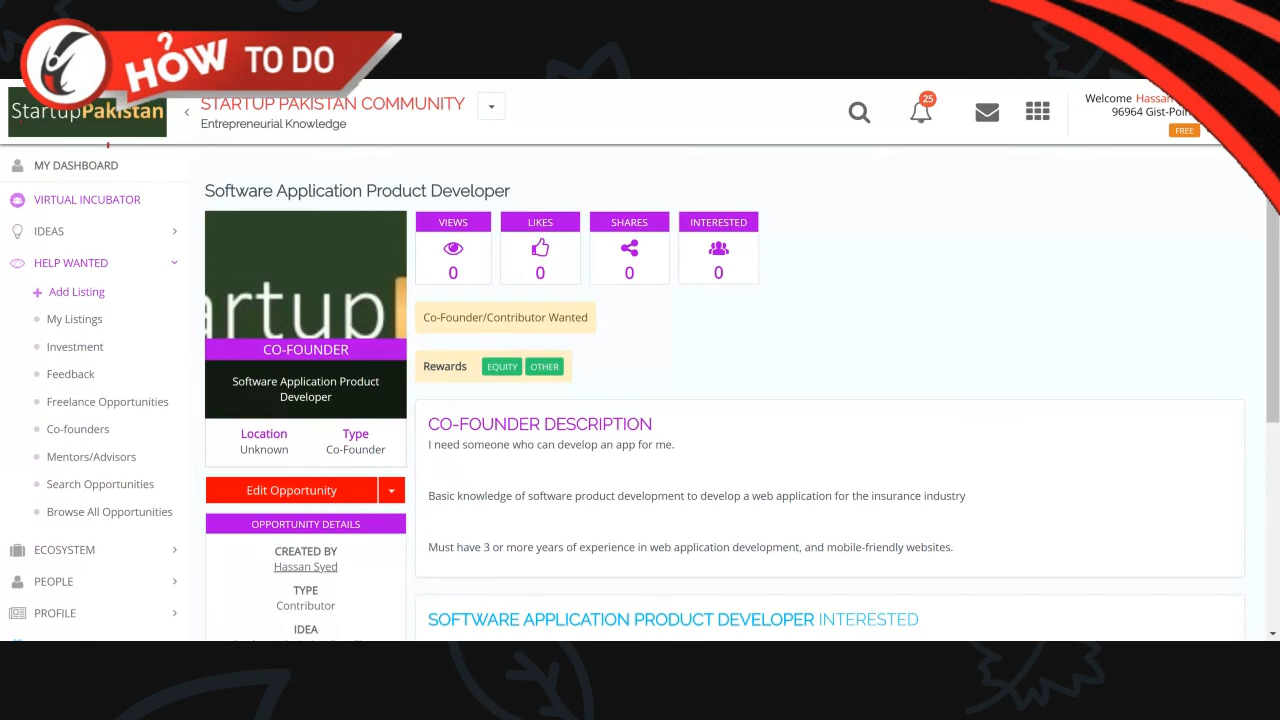 HOW TO DO
StartupPakistan
STARTUP PAKISTAN COMMUNITY
Entrepreneurial Knowledge
25
Welcome Hassan
96964 Gist-Poin
FREE
MY DASHBOARD
VIRTUAL INCUBATOR
IDEAS
HELP WANTED
Add Listing
My Listings
Investment
Feedback
Freelance Opportunities
Co-founders
Mentors/Advisors
Search Opportunities
Browse All Opportunities
ECOSYSTEM
PEOPLE
PROFILE
Software Application Product Developer
artup
CO-FOUNDER
Software Application Product
Developer
Location Type
Unknown Co-Founder
Edit Opportunity
OPPORTUNITY DETAILS
CREATED BY
Hassan Syed
TYPE
Contributor
IDEA
VIEWS LIKES SHARES INTERESTED
0 0 0 0
Co-Founder/Contributor Wanted
Rewards EQUITY OTHER
CO-FOUNDER DESCRIPTION
I need someone who can develop an app for me.
Basic knowledge of software product development to develop a web application for the insurance industry
Must have 3 or more years of experience in web application development, and mobile-friendly websites.
SOFTWARE APPLICATION PRODUCT DEVELOPER INTERESTED